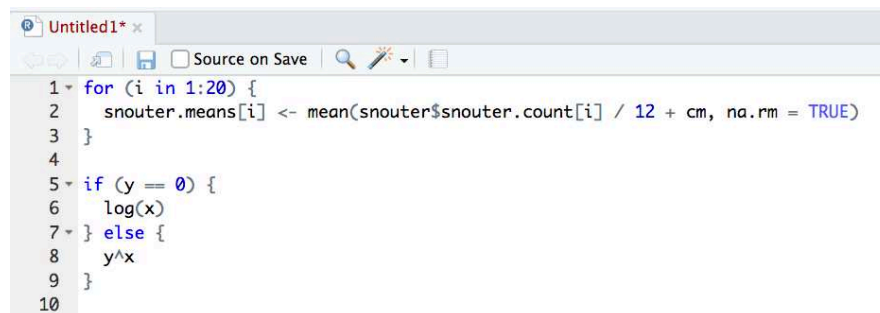 Untitled1*
Source on Save
1 for (i in 1:20) {
2   snouter.means[i] <- mean(snouter$snouter.count[i] / 12 + cm, na.rm = TRUE)
3 }
4
5 if (y == 0) {
6   log(x)
7 } else {
8   y^x
9 }
10